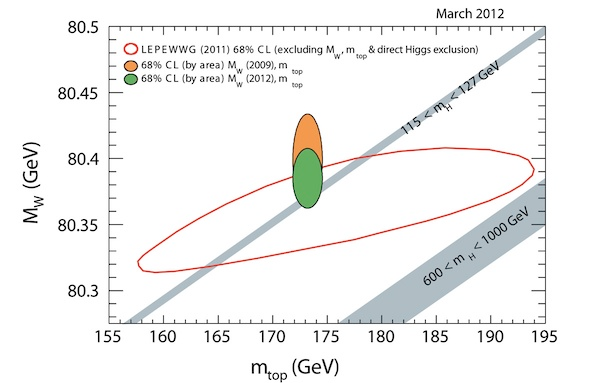 March 2012
80.5
LEPEWWG (2011) 68% CL (excluding MW, mtop & direct Higgs exclusion)
68% CL (by area) MW (2009), mtop
68% CL (by area) MW (2012), mtop
80.45
115 < mH < 127 GeV
80.4
MW (GeV)
80.35
600 < mH < 1000 GeV
80.3
155 160 165 170 175 180 185 190 195
mtop (GeV)